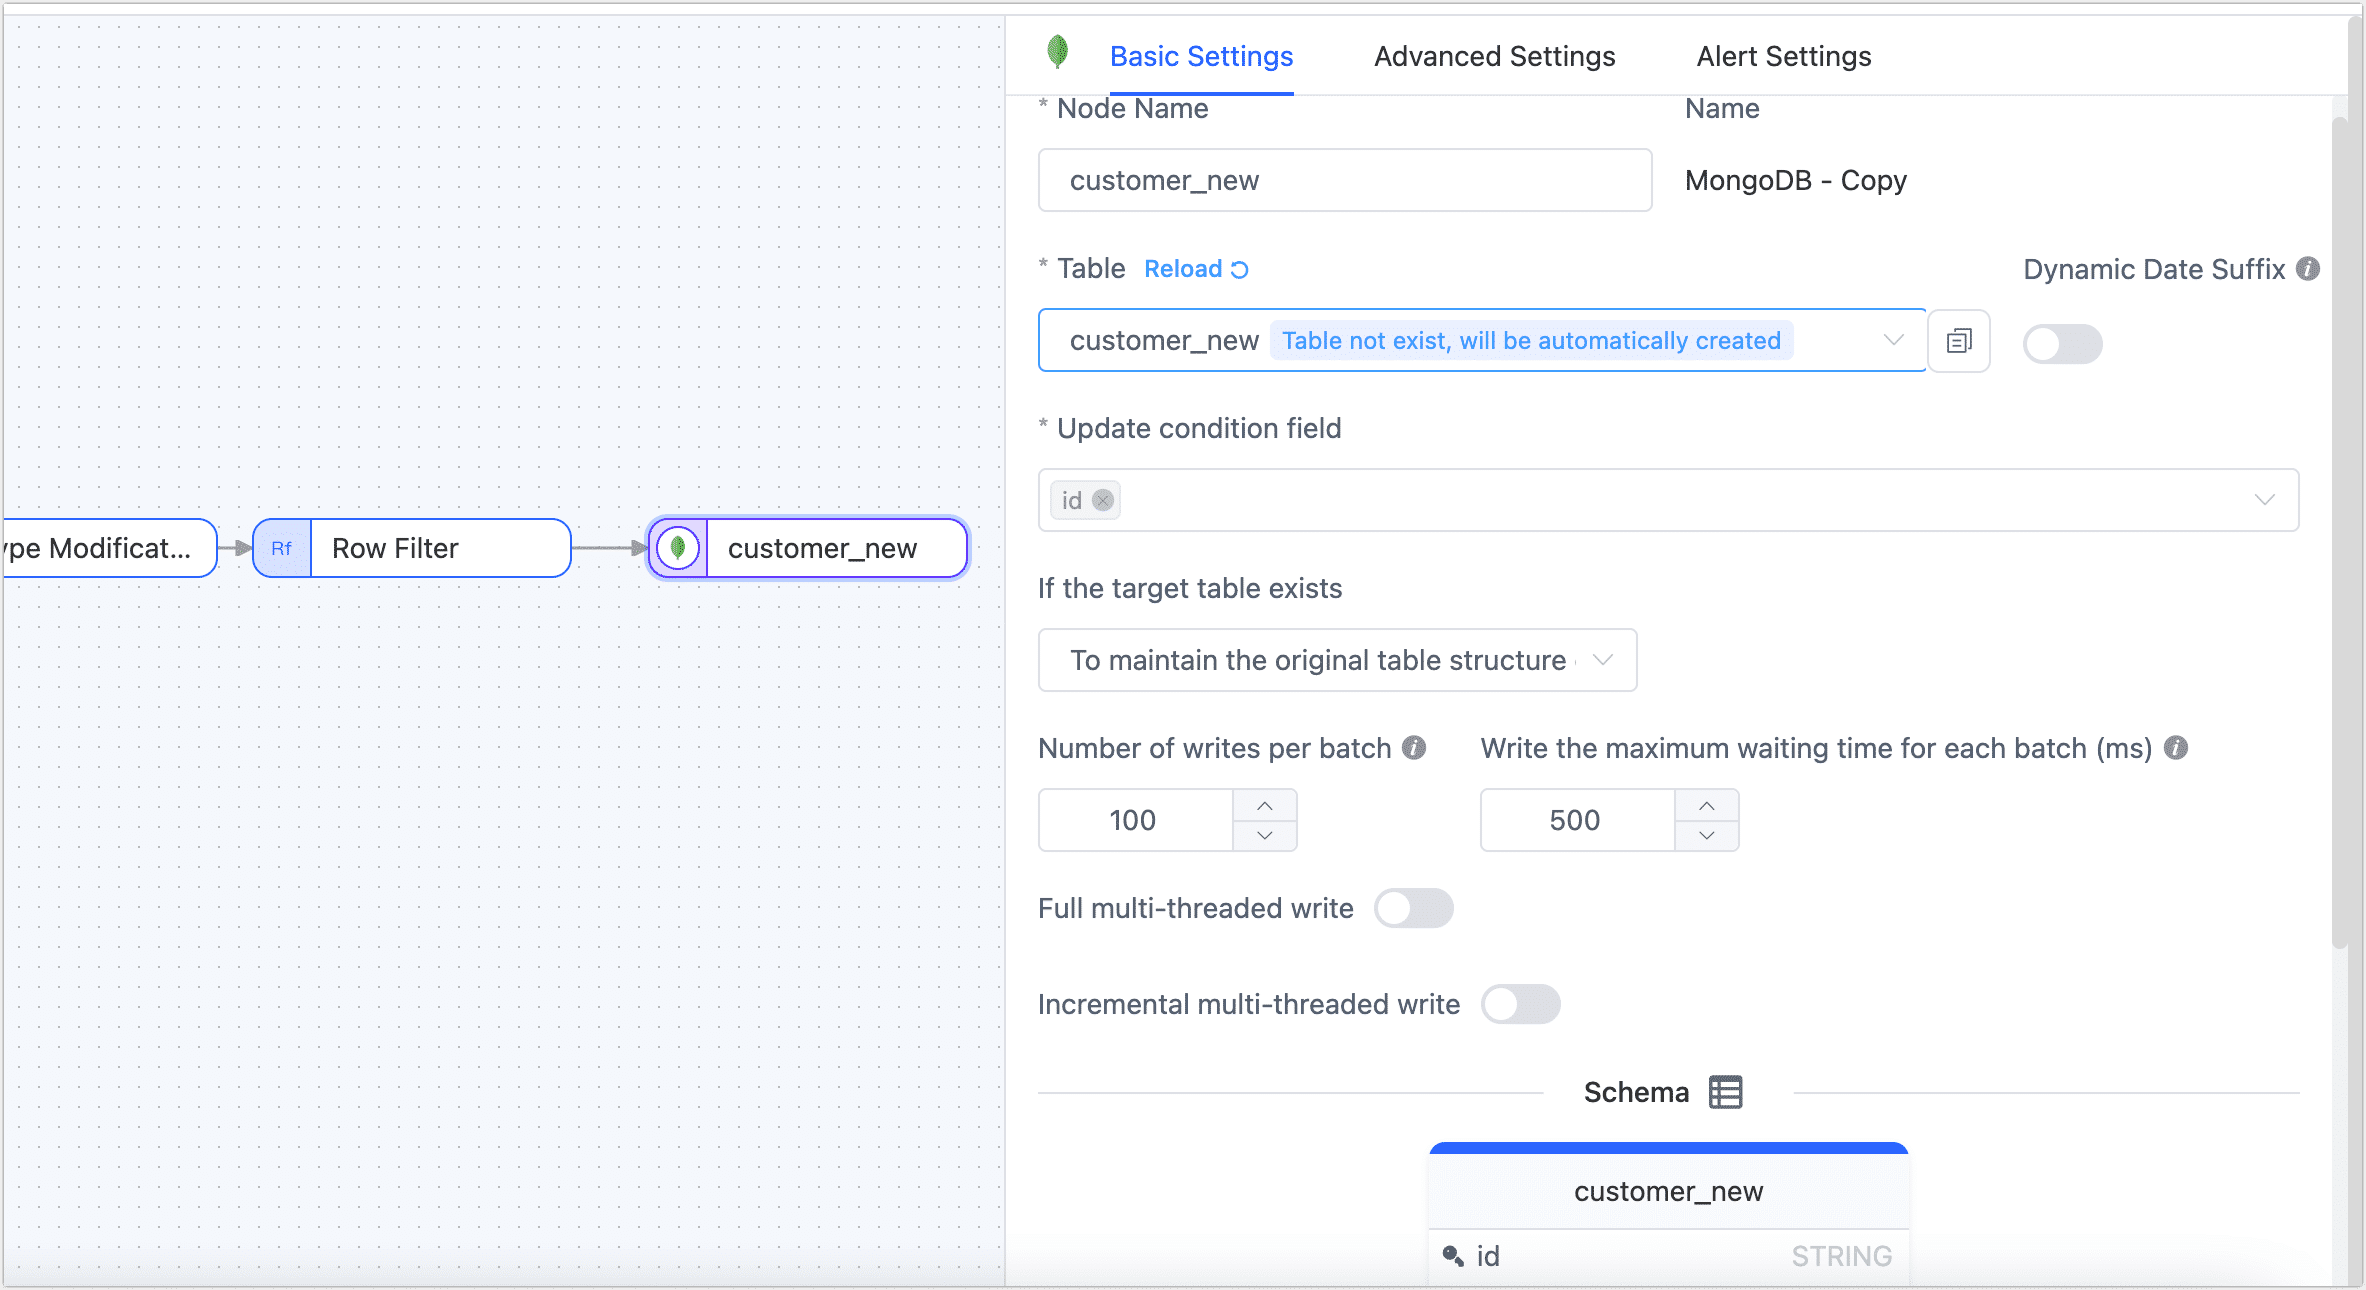 Basic Settings Advanced Settings Alert Settings
* Node Name Name
customer_new MongoDB - Copy
* Table Reload Dynamic Date Suffix
customer_new Table not exist, will be automatically created
* Update condition field
id
ype Modificat... Rf Row Filter customer_new
If the target table exists
To maintain the original table structure
Number of writes per batch Write the maximum waiting time for each batch (ms)
100 500
Full multi-threaded write
Incremental multi-threaded write
Schema
customer_new
id STRING